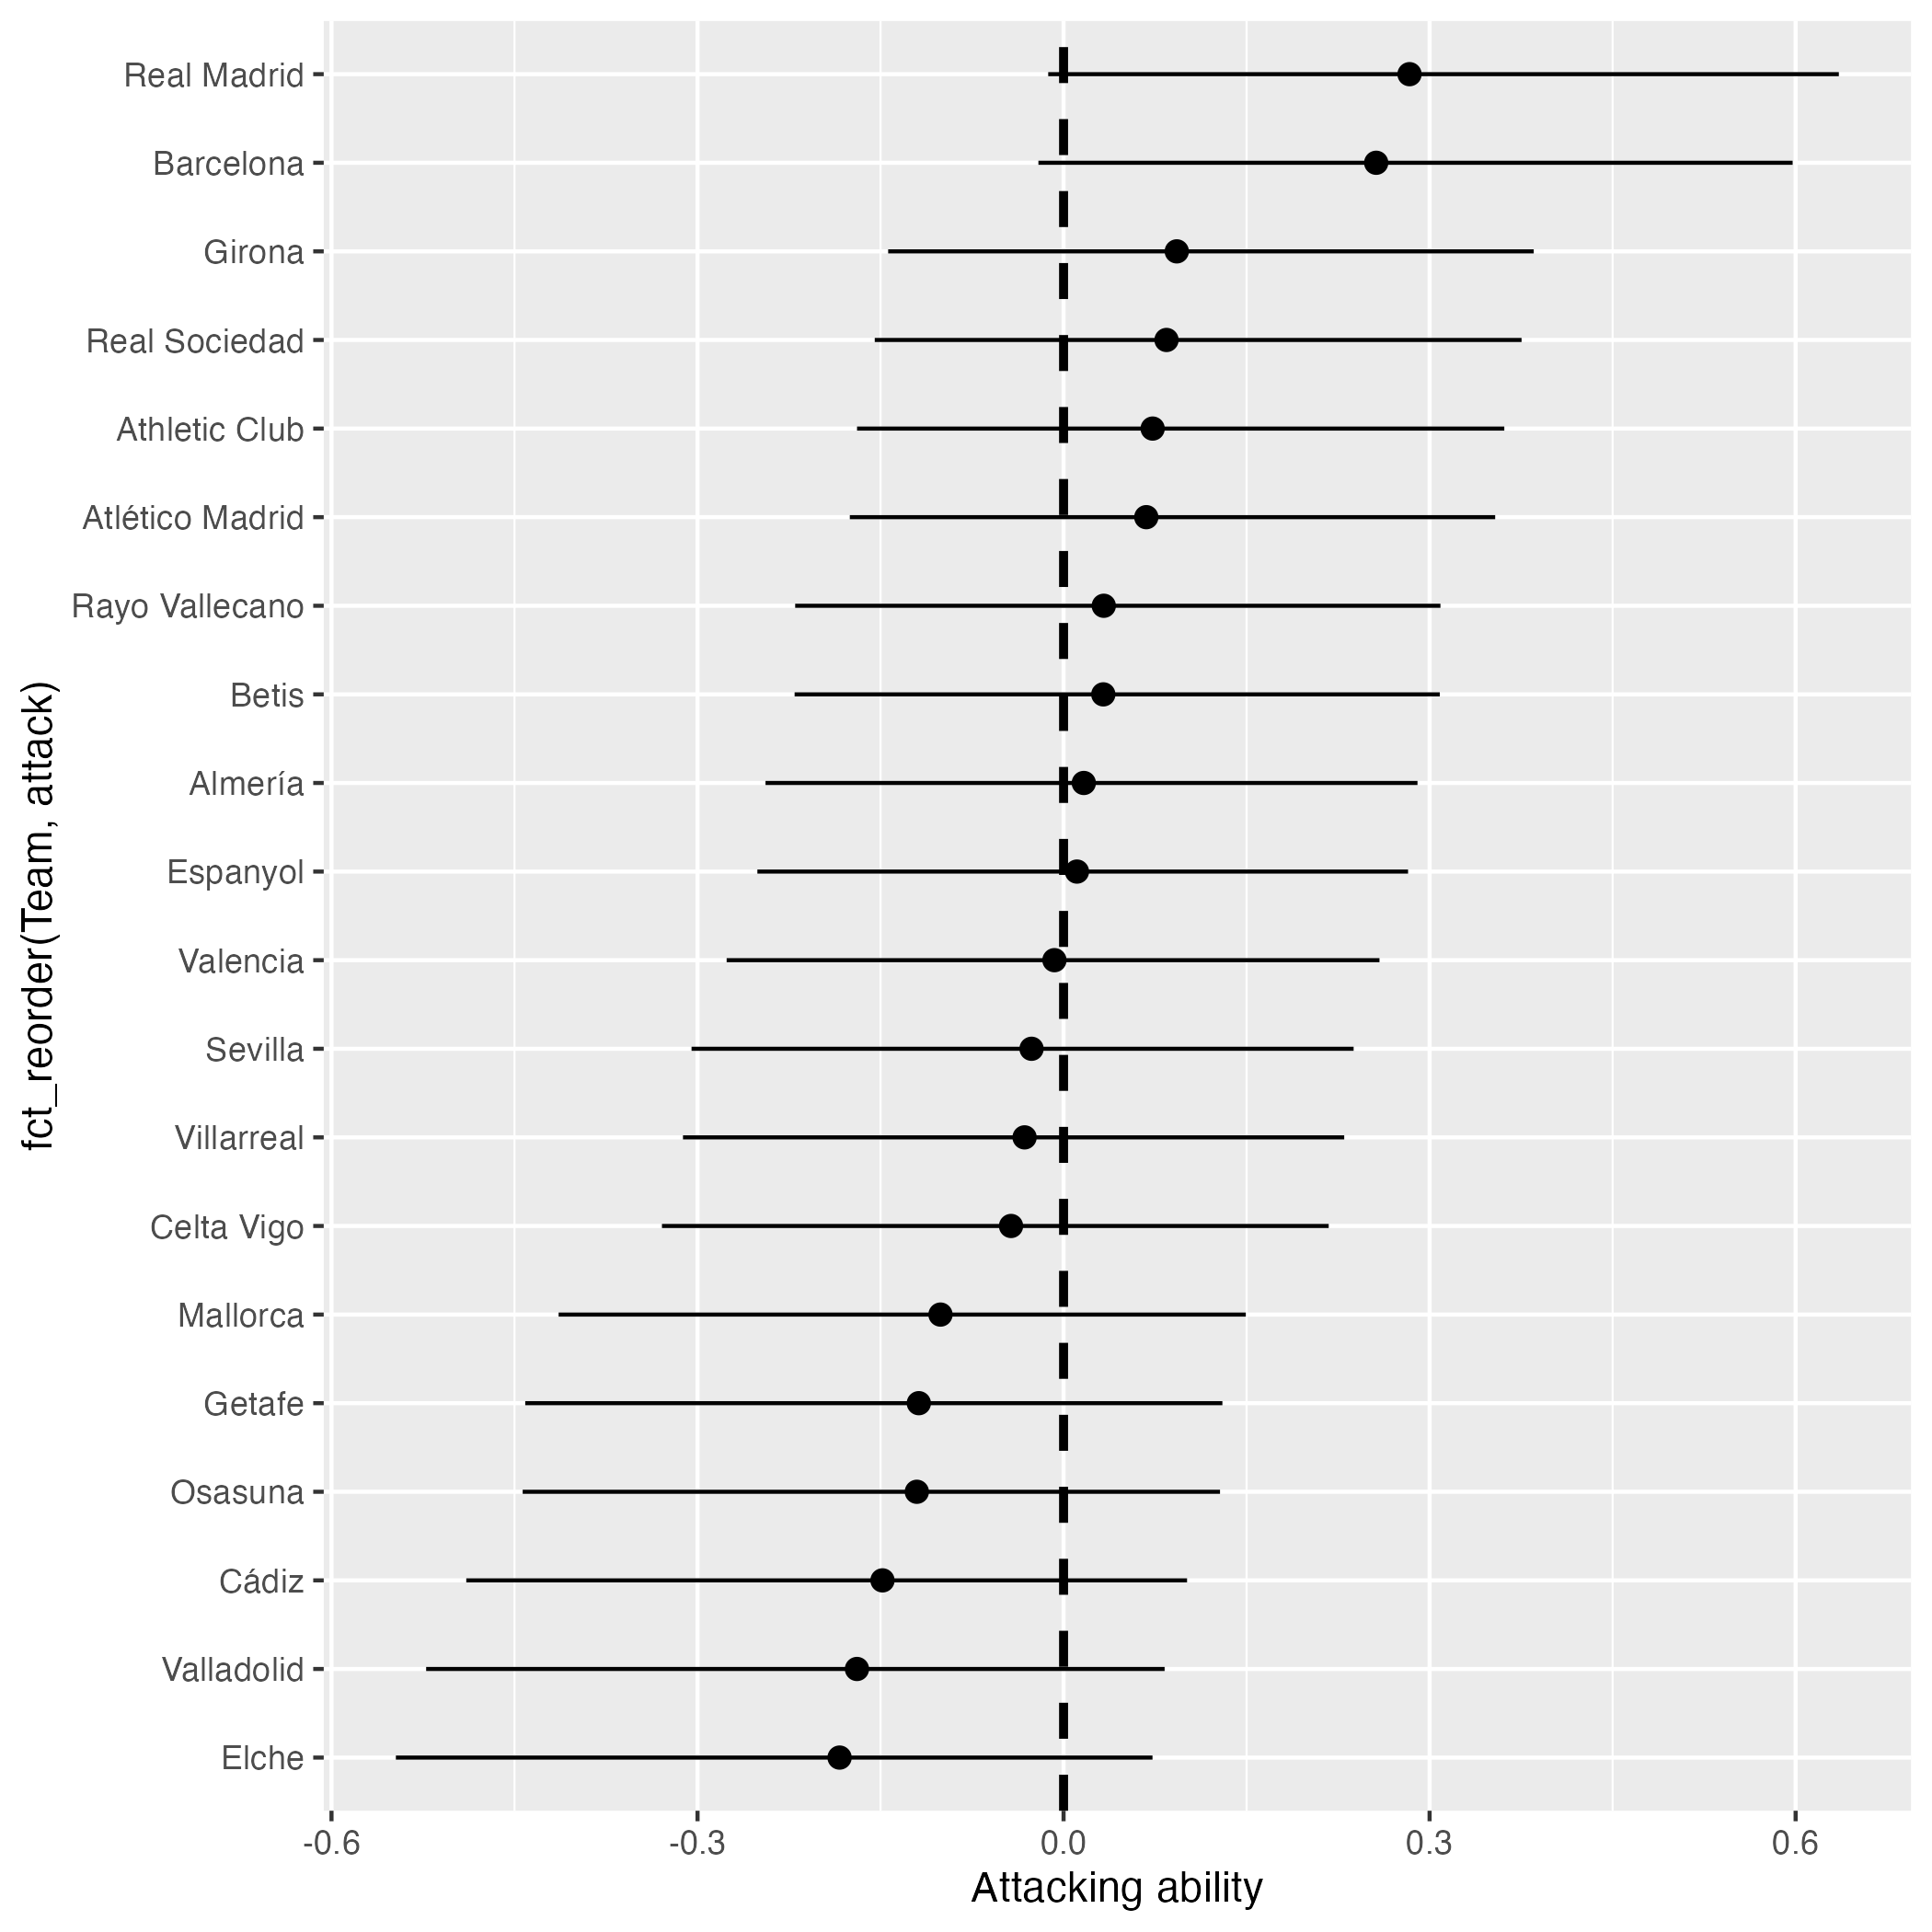 Real Madrid
Barcelona
Girona
Real Sociedad
Athletic Club
Atlético Madrid
Rayo Vallecano
Betis
Almería
Espanyol
Valencia
Sevilla
Villarreal
Celta Vigo
Mallorca
Getafe
Osasuna
Cádiz
Valladolid
Elche
fct_reorder(Team, attack)
-0.6 -0.3 0.0 0.3 0.6
Attacking ability